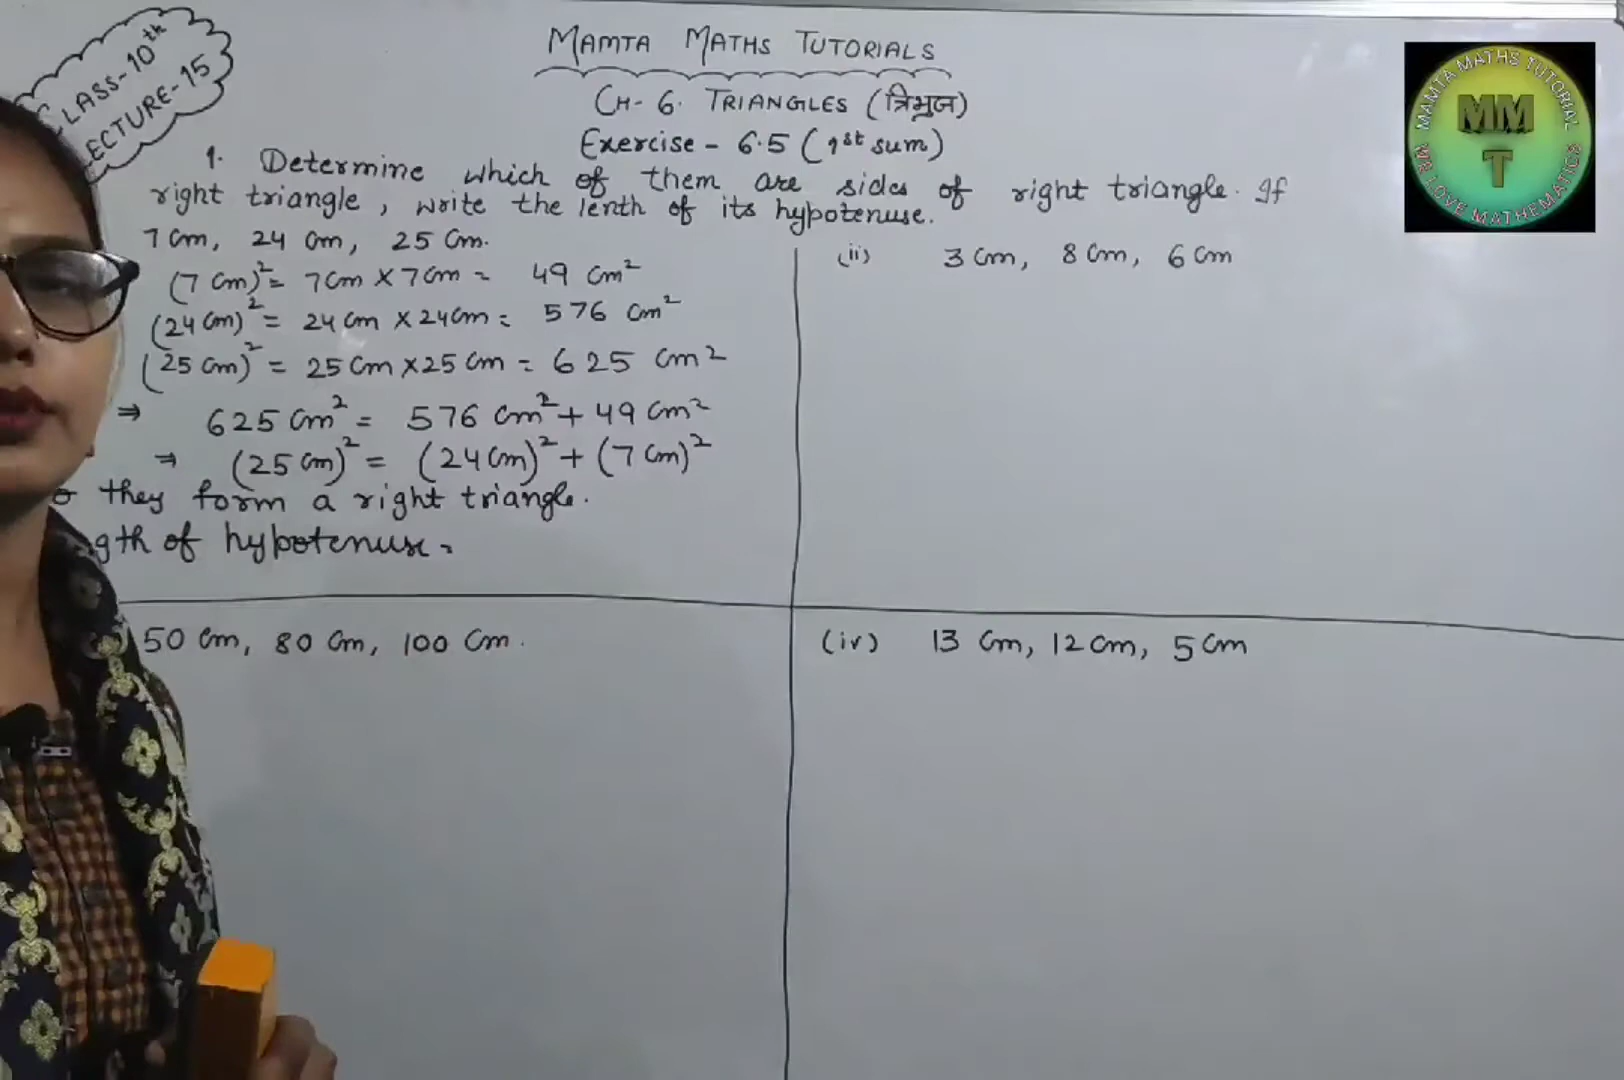 CLASS-10th
LECTURE-15
MAMTA MATHS TUTORIALS
CH-6. TRIANGLES (त्रिभुज)
Exercise - 6.5 (1st sum)
1. Determine which of them are sides of right triangle. If
right triangle, write the lenth of its hypotenuse.
7 cm, 24 cm, 25 cm.
(7 cm)² = 7cm × 7cm = 49 cm²
(24 cm)² = 24 cm × 24cm = 576 cm²
(25 cm)² = 25 cm × 25 cm = 625 cm²
⇒ 625 cm² = 576 cm² + 49 cm²
⇒ (25 cm)² = (24 cm)² + (7 cm)²
they form a right triangle.
gth of hypotenuse =
(ii) 3 cm, 8 cm, 6 cm
50 cm, 80 cm, 100 cm.
(iv) 13 cm, 12 cm, 5 cm
MAMTA MATHS TUTORIAL
MM
T
WE LOVE MATHEMATICS